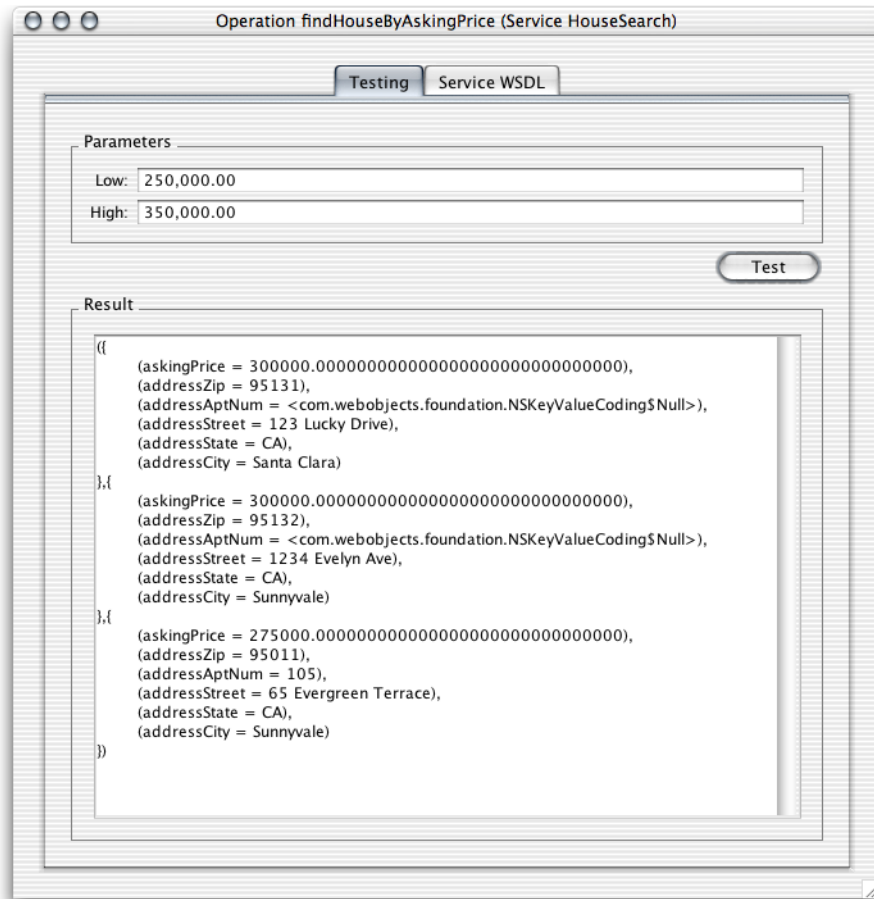 Operation findHouseByAskingPrice (Service HouseSearch)
Testing
Service WSDL
Parameters
Low: 250,000.00
High: 350,000.00
Test
Result
({
(askingPrice = 300000.0000000000000000000000000000000),
(addressZip = 95131),
(addressAptNum = <com.webobjects.foundation.NSKeyValueCoding$Null>),
(addressStreet = 123 Lucky Drive),
(addressState = CA),
(addressCity = Santa Clara)
},{
(askingPrice = 300000.0000000000000000000000000000000),
(addressZip = 95132),
(addressAptNum = <com.webobjects.foundation.NSKeyValueCoding$Null>),
(addressStreet = 1234 Evelyn Ave),
(addressState = CA),
(addressCity = Sunnyvale)
},{
(askingPrice = 275000.0000000000000000000000000000000),
(addressZip = 95011),
(addressAptNum = 105),
(addressStreet = 65 Evergreen Terrace),
(addressState = CA),
(addressCity = Sunnyvale)
})